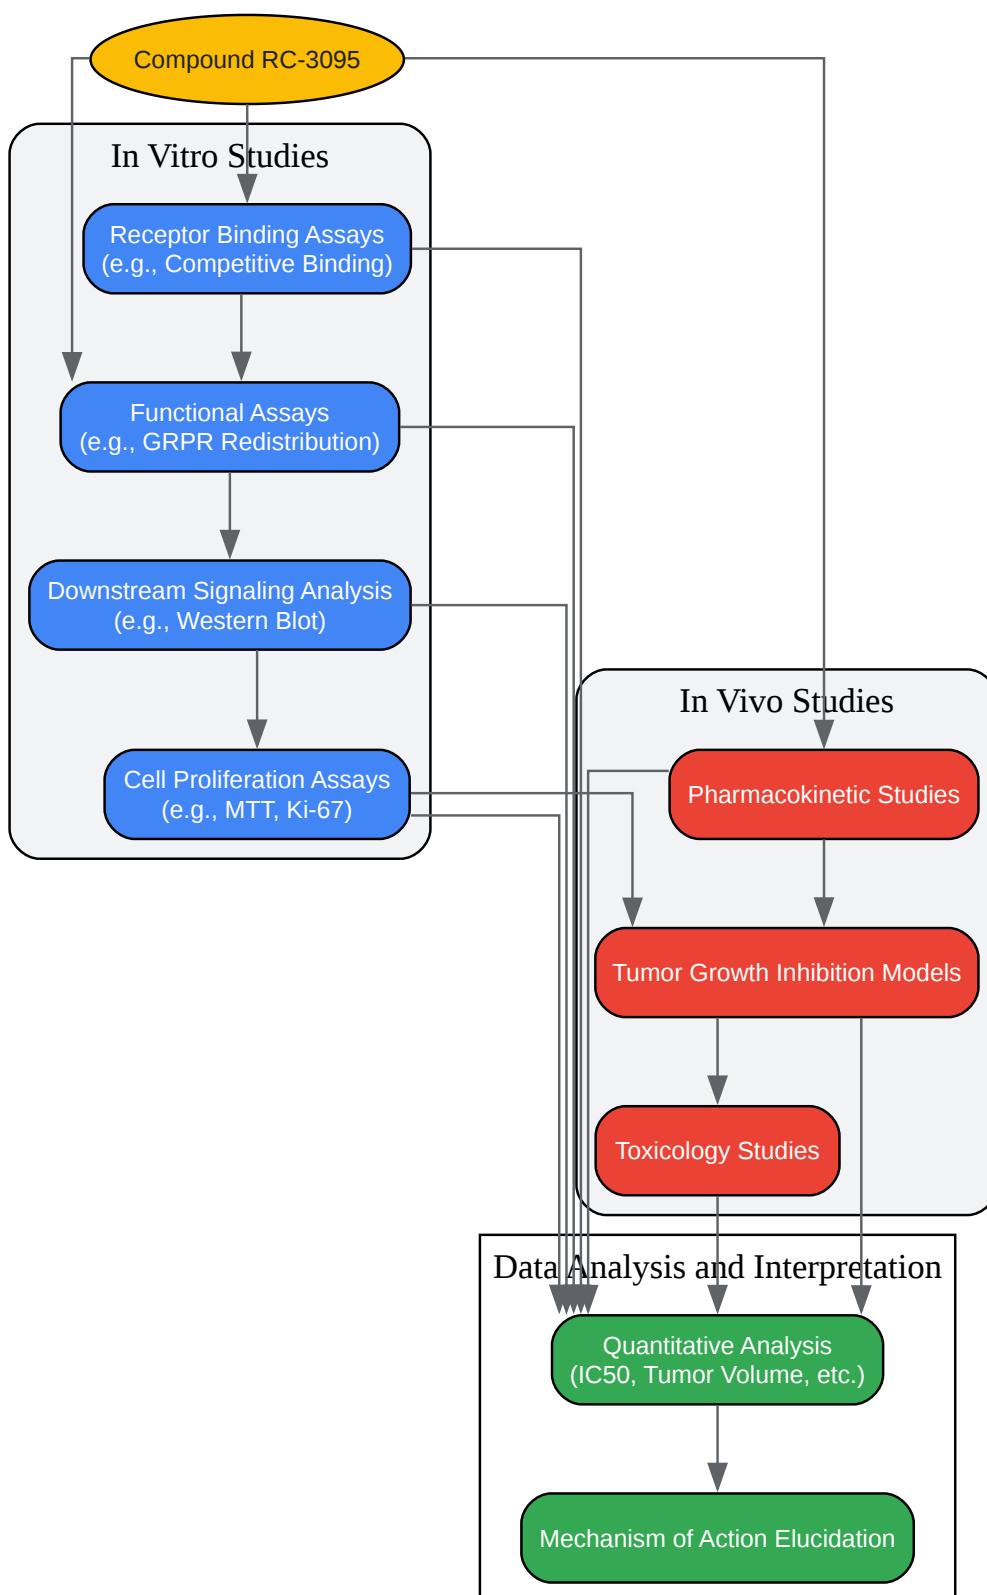 Compound RC-3095
In Vitro Studies
Receptor Binding Assays
(e.g., Competitive Binding)
Functional Assays
(e.g., GRPR Redistribution)
Downstream Signaling Analysis
(e.g., Western Blot)
Cell Proliferation Assays
(e.g., MTT, Ki-67)
In Vivo Studies
Pharmacokinetic Studies
Tumor Growth Inhibition Models
Toxicology Studies
Data Analysis and Interpretation
Quantitative Analysis
(IC50, Tumor Volume, etc.)
Mechanism of Action Elucidation